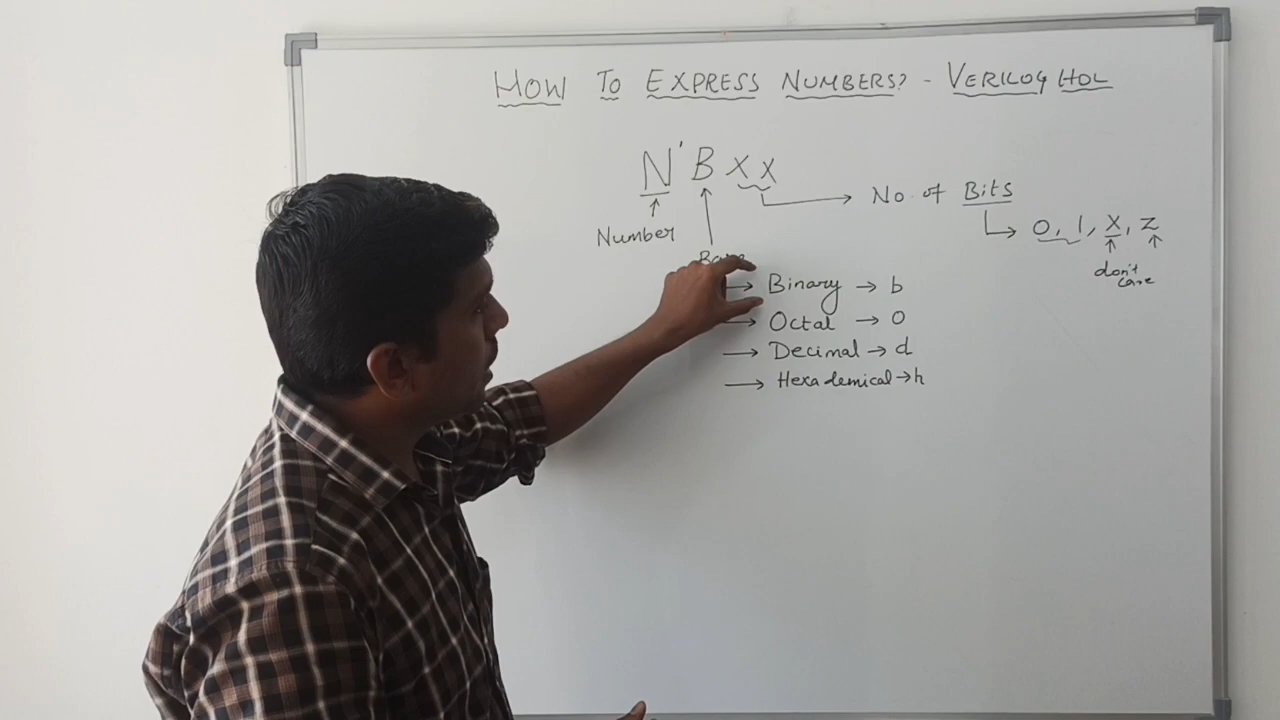 HOW TO EXPRESS NUMBERS? - VERILOG HDL
N'B x x
→ No. of Bits
↳ 0, 1, X, Z
Number
don't care
→ Binary → b
→ Octal → O
→ Decimal → d
→ Hexa demical → h